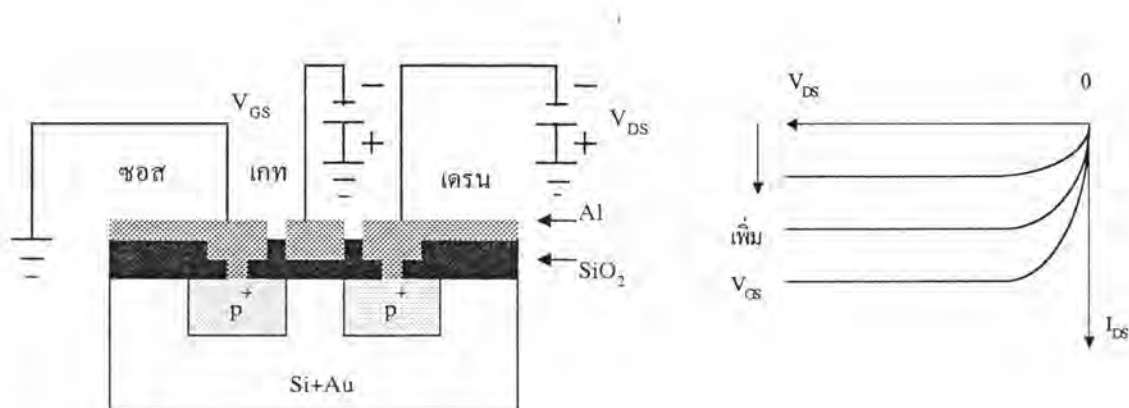 V_GS
−
+
−
+
V_DS
ซอส
เกท
เดรน
Al
SiO₂
p⁺
p⁺
Si+Au
V_DS
0
เพิ่ม
V_GS
I_DS